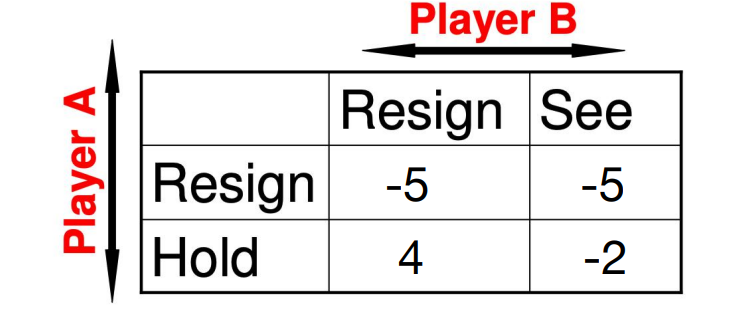 Player B
Player A
Resign See
Resign -5 -5
Hold 4 -2